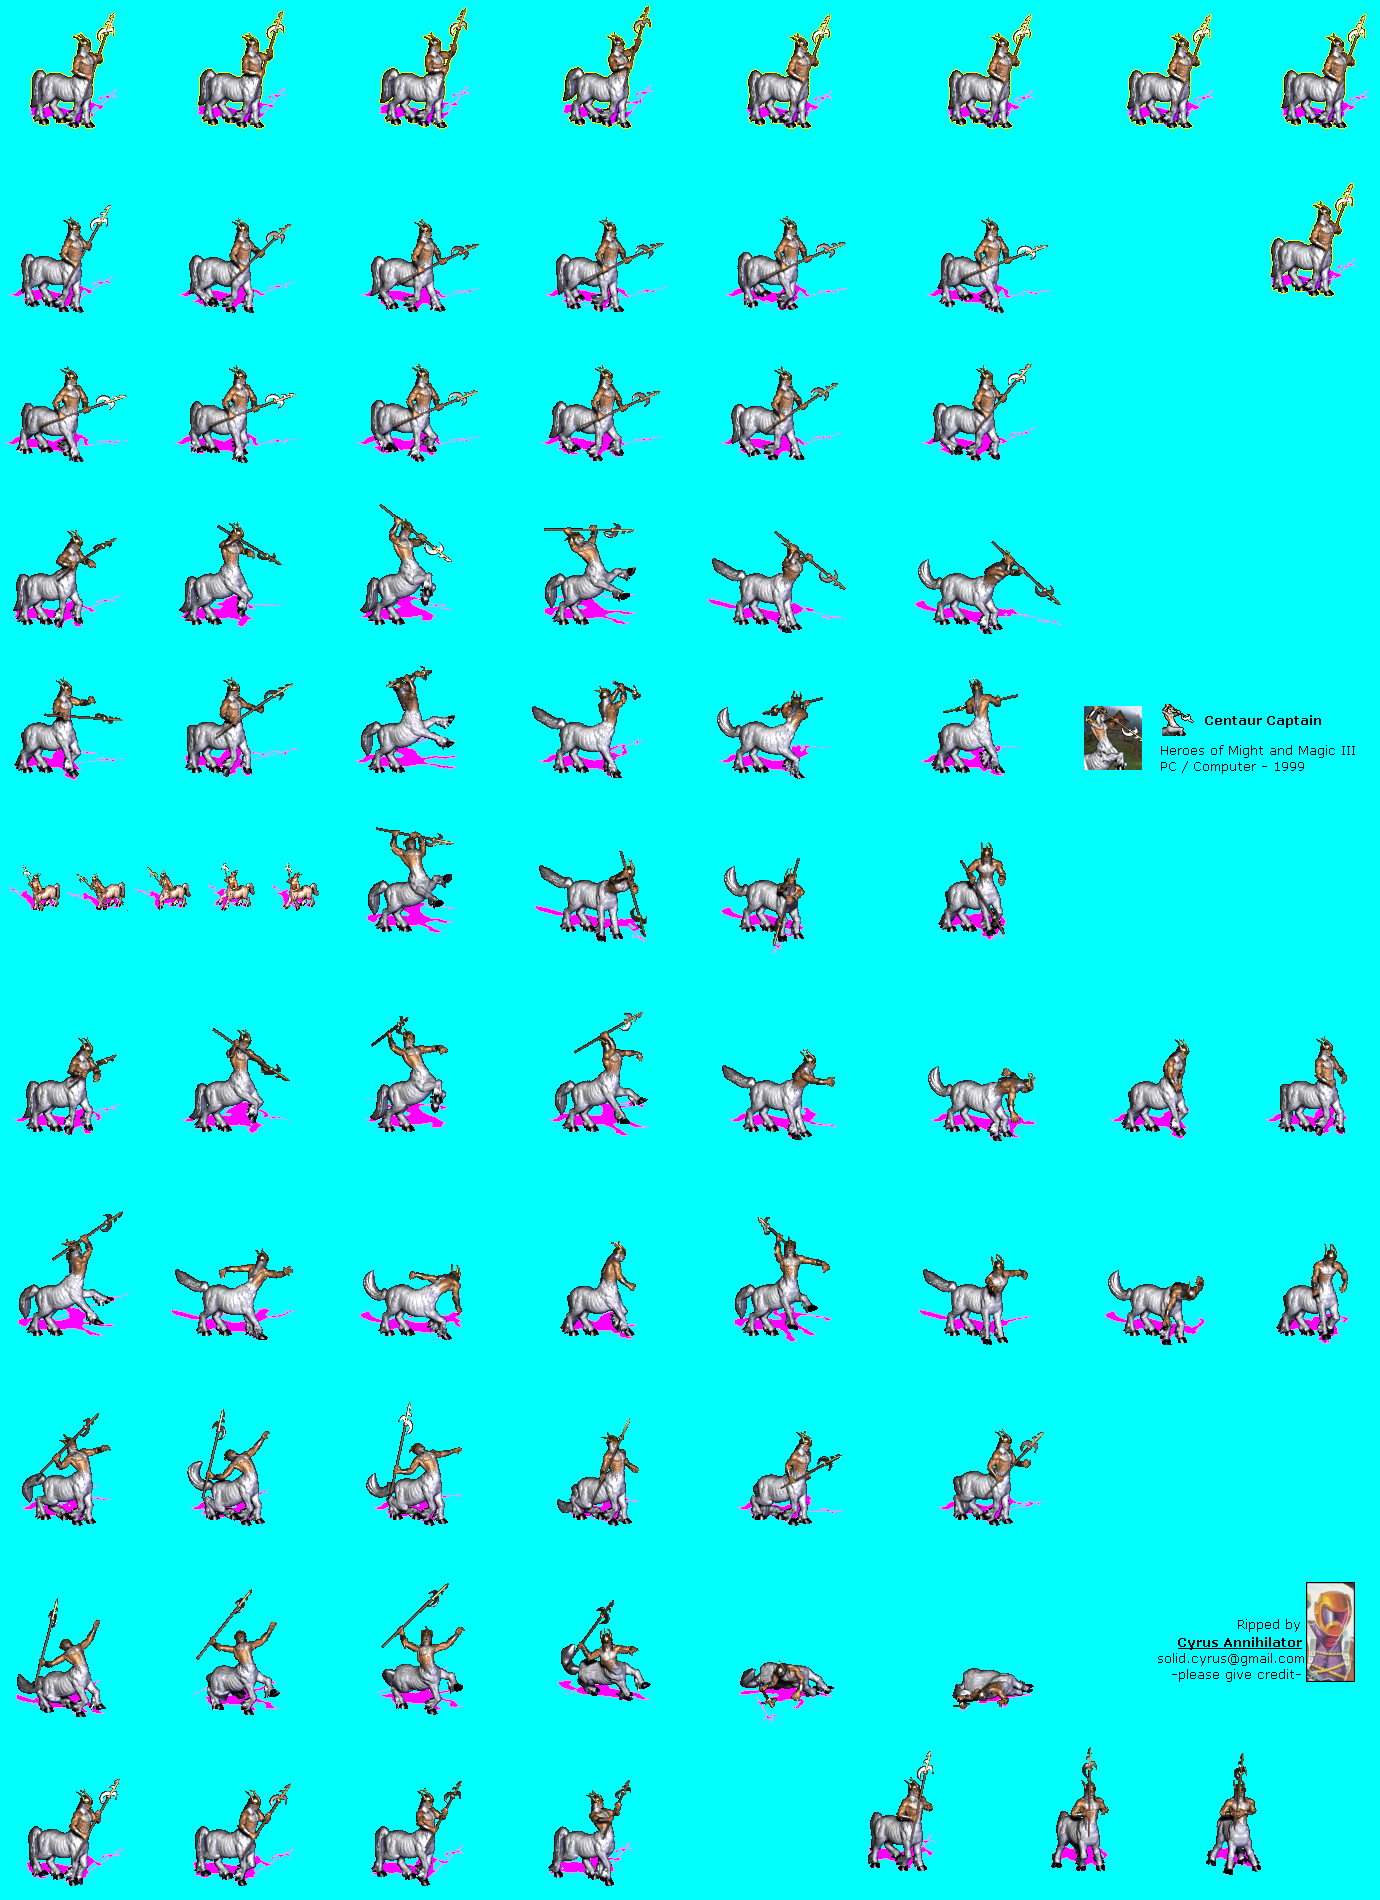 Centaur Captain
Heroes of Might and Magic III
PC / Computer - 1999
Ripped by
Cyrus Annihilator
solid.cyrus@gmail.com
-please give credit-